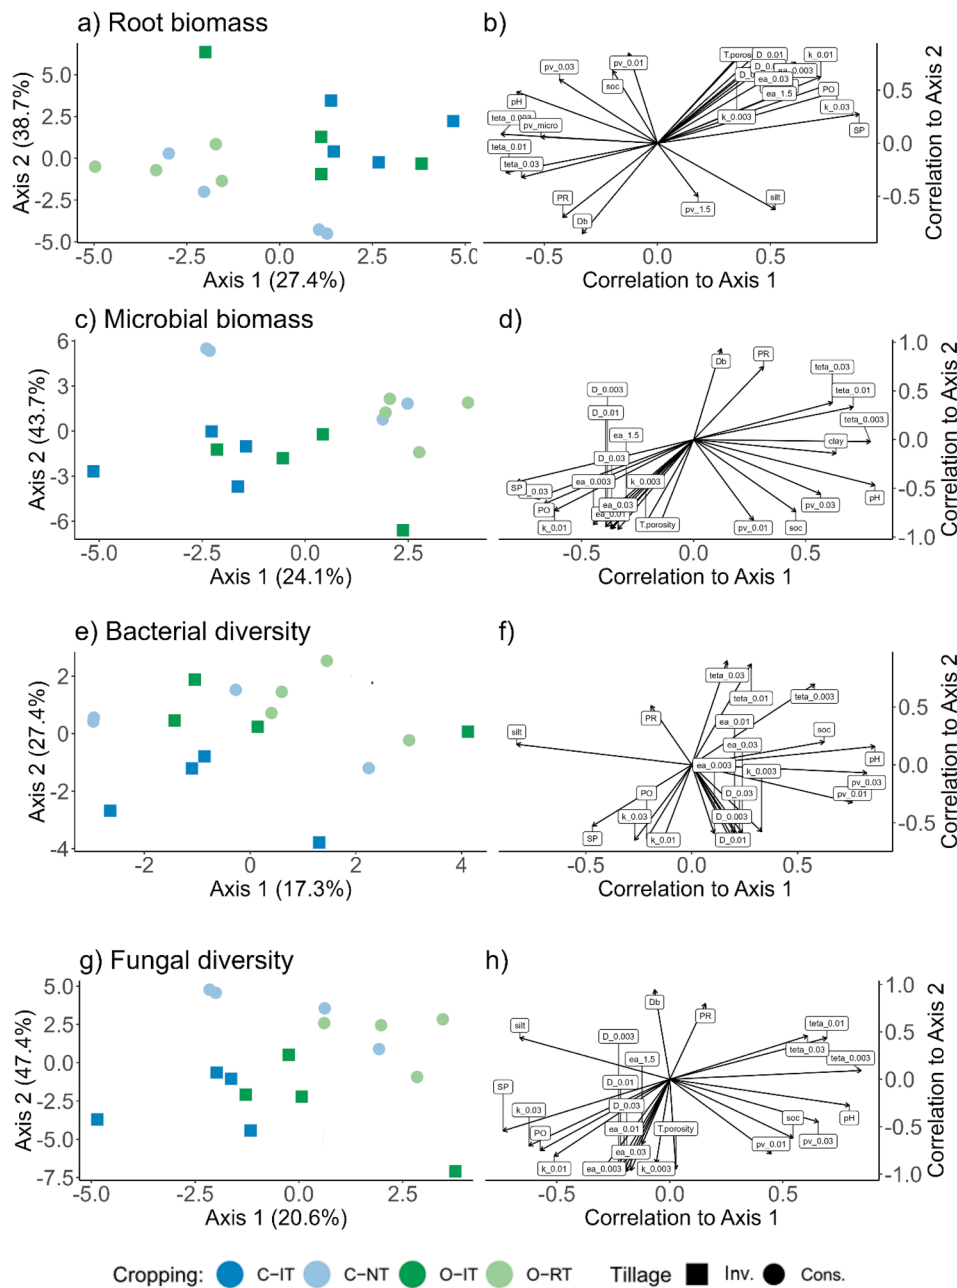 a) Root biomass
5.0
2.5
0.0
-2.5
-5.0
Axis 2 (38.7%)
-5.0 -2.5 0.0 2.5 5.0
Axis 1 (27.4%)
b)
pv_0.03
pv_0.01
soc
pH
teta_0.003
pv_micro
teta_0.01
teta_0.03
PR
Db
T.porosity
D_0.01
k_0.01
ea_0.003
ea_0.03
ea_1.5
PO
k_0.03
k_0.003
SP
pv_1.5
silt
0.5
0.0
-0.5
Correlation to Axis 2
-0.5 0.0 0.5
Correlation to Axis 1
c) Microbial biomass
6
3
0
-3
-6
Axis 2 (43.7%)
-5.0 -2.5 0.0 2.5
Axis 1 (24.1%)
d)
Db
PR
teta_0.03
teta_0.01
teta_0.003
clay
D_0.003
D_0.01
ea_1.5
D_0.03
SP
ea_0.003
k_0.003
_0.03
ea_0.03
PO
ea_0.01
k_0.01
T.porosity
pv_0.01
soc
pv_0.03
pH
1.0
0.5
0.0
-0.5
-1.0
Correlation to Axis 2
-0.5 0.0 0.5
Correlation to Axis 1
e) Bacterial diversity
2
0
-2
-4
Axis 2 (27.4%)
-2 0 2 4
Axis 1 (17.3%)
f)
teta_0.03
teta_0.01
teta_0.003
PR
silt
ea_0.01
ea_0.03
soc
pH
ea_0.003
k_0.003
pv_0.03
pv_0.01
PO
D_0.03
k_0.03
D_0.003
SP
k_0.01
D_0.01
0.5
0.0
-0.5
Correlation to Axis 2
-0.5 0.0 0.5
Correlation to Axis 1
g) Fungal diversity
5.0
2.5
0.0
-2.5
-5.0
-7.5
Axis 2 (47.4%)
-5.0 -2.5 0.0 2.5
Axis 1 (20.6%)
h)
Db
PR
silt
teta_0.01
teta_0.03
teta_0.003
D_0.003
ea_1.5
D_0.01
SP
D_0.03
k_0.03
PO
ea_0.01
T.porosity
ea_0.03
k_0.01
ea_0.003
k_0.003
soc
pH
pv_0.01
pv_0.03
1.0
0.5
0.0
-0.5
-1.0
Correlation to Axis 2
-0.5 0.0 0.5
Correlation to Axis 1
Cropping: C-IT C-NT O-IT O-RT Tillage Inv. Cons.